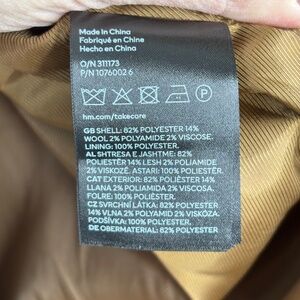 Made in China
Fabriqué en Chine
Hecho en China
O/N 311173
P/N 1076002 6
hm.com/takecare
GB SHELL: 82% POLYESTER 14%
WOOL 2% POLYAMIDE 2% VISCOSE.
LINING: 100% POLYESTER.
AL SHTRESA E JASHTME: 82%
POLIESTËR 14% LESH 2% POLIAMIDE
2% VISKOZË. ASTARI: 100% POLIESTËR.
CAT EXTERIOR: 82% POLIÈSTER 14%
LLANA 2% POLIAMIDA 2% VISCOSA.
FOLRE: 100% POLIÈSTER.
CZ SVRCHNÍ LÁTKA: 82% POLYESTER
14% VLNA 2% POLYAMID 2% VISKÓZA.
PODŠÍVKA: 100% POLYESTER.
DE OBERMATERIAL: 82% POLYESTER